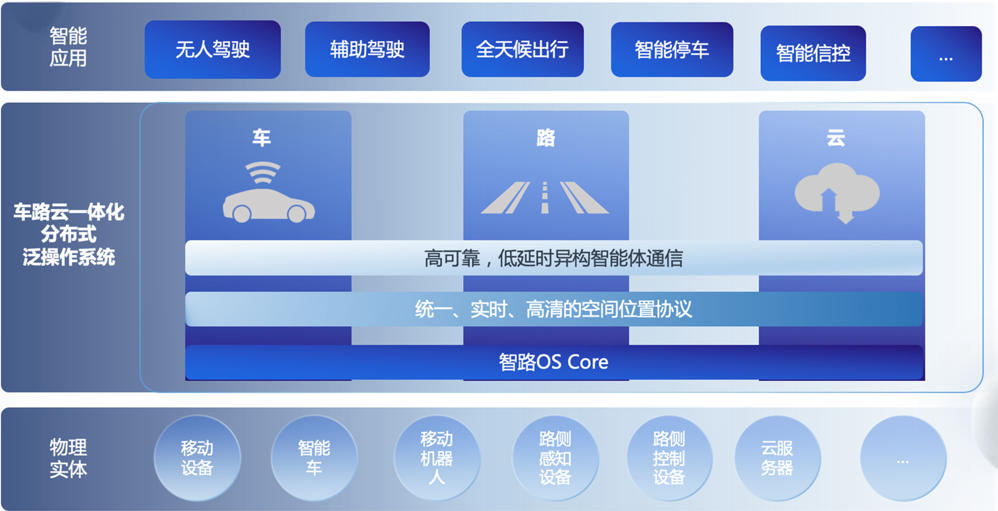 智能
应用
无人驾驶
辅助驾驶
全天候出行
智能停车
智能信控
...
车路云一体化
分布式
泛操作系统
车
路
云
高可靠，低延时异构智能体通信
统一、实时、高清的空间位置协议
智路OS Core
物理
实体
移动
设备
智能
车
移动
机器
人
路侧
感知
设备
路侧
控制
设备
云服
务器
...